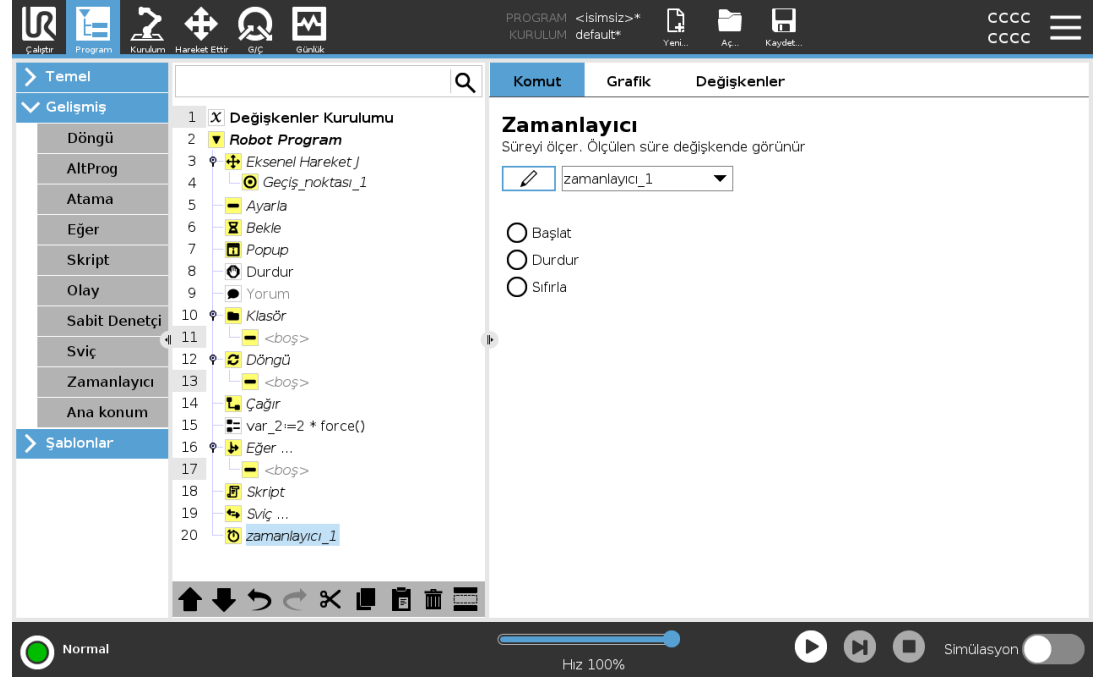 UR
PROGRAM <isimsiz>*
KURULUM default*
Yeni...
Aç...
Kaydet...
CCCC
CCCC
Çalıştır
Program
Kurulum
Hareket Ettir
G/Ç
Günlük
Temel
Gelişmiş
Döngü
AltProg
Atama
Eğer
Skript
Olay
Sabit Denetçi
Sviç
Zamanlayıcı
Ana konum
Şablonlar
1 X Değişkenler Kurulumu
2 Robot Program
3 Eksenel Hareket J
4 Geçiş_noktası_1
5 Ayarla
6 Bekle
7 Popup
8 Durdur
9 Yorum
10 Klasör
11 <boş>
12 Döngü
13 <boş>
14 Çağır
15 var_2≔2 * force()
16 Eğer ...
17 <boş>
18 Skript
19 Sviç ...
20 zamanlayıcı_1
Komut Grafik Değişkenler
Zamanlayıcı
Süreyi ölçer. Ölçülen süre değişkende görünür
zamanlayıcı_1
Başlat
Durdur
Sıfırla
Normal
Hız 100%
Simülasyon